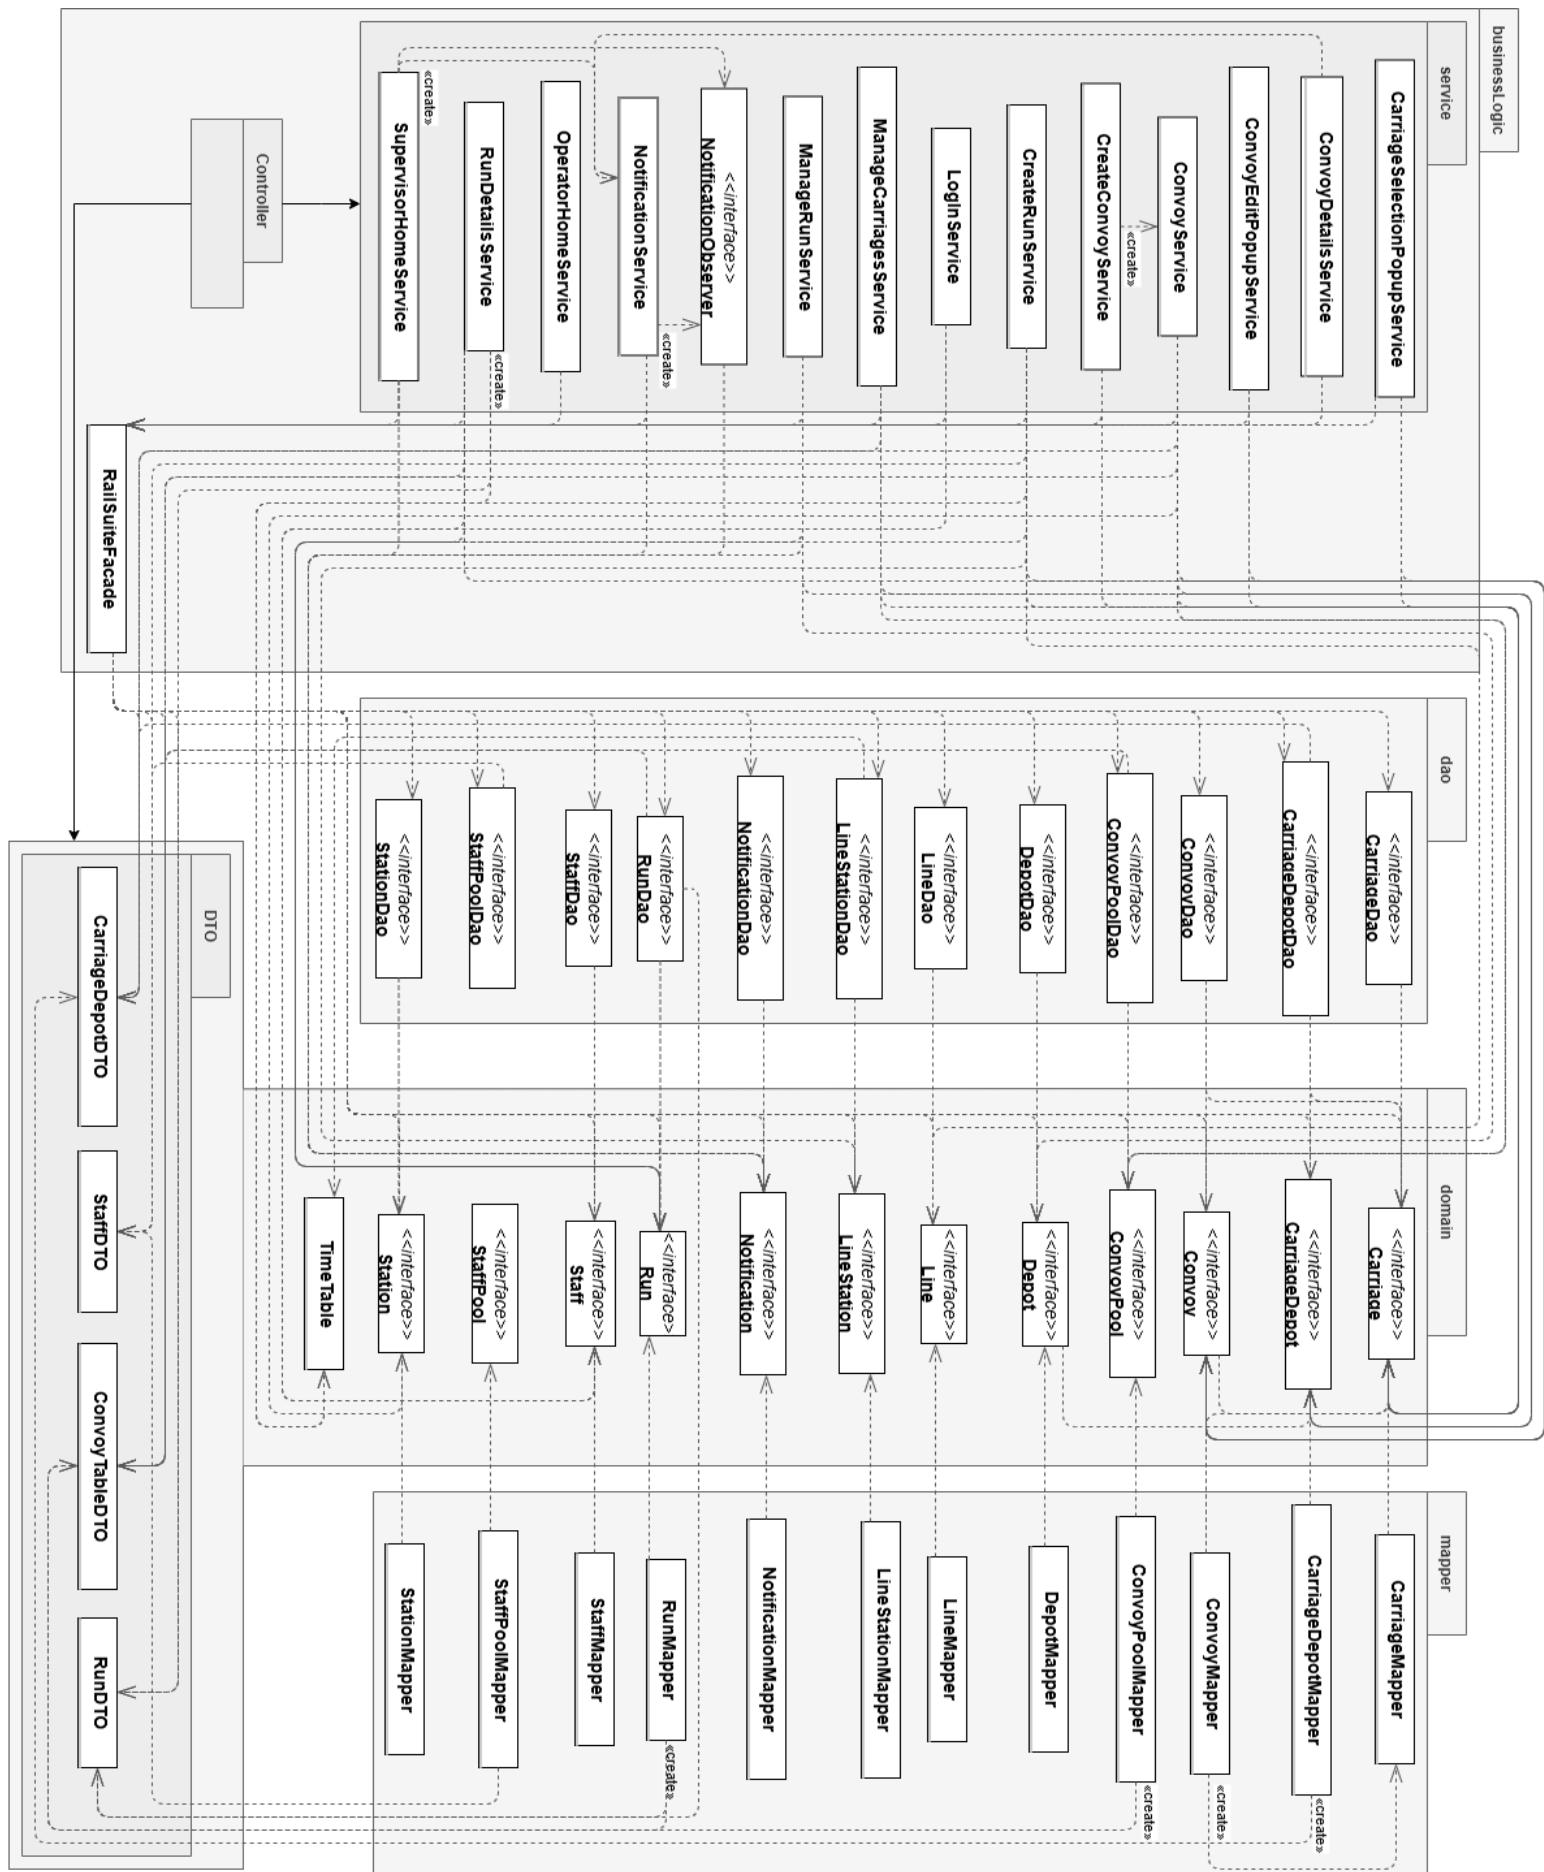 businessLogic
service
CarriageSelectionPopupService
ConvoyDetailsService
ConvoyEditPopupService
ConvoyService
«create»
CreateConvoyService
CreateRunService
LogInService
ManageCarriagesService
ManageRunService
<<interface>>
NotificationObserver
«create»
NotificationService
OperatorHomeService
«create»
RunDetailsService
«create»
SupervisorHomeService
Controller
RailSuiteFacade
dao
<<interface>>
CarriageDao
<<interface>>
CarriageDepotDao
<<interface>>
ConvoyDao
<<interface>>
ConvoyPoolDao
<<interface>>
DepotDao
<<interface>>
LineDao
<<interface>>
LineStationDao
<<interface>>
NotificationDao
<<interface>>
RunDao
<<interface>>
StaffDao
<<interface>>
StaffPoolDao
<<interface>>
StationDao
domain
<<interface>>
Carriage
<<interface>>
CarriageDepot
<<interface>>
Convoy
<<interface>>
ConvoyPool
<<interface>>
Depot
<<interface>>
Line
<<interface>>
LineStation
<<interface>>
Notification
<<interface>>
Run
<<interface>>
Staff
<<interface>>
StaffPool
<<interface>>
Station
TimeTable
mapper
CarriageMapper
CarriageDepotMapper
«create»
ConvoyMapper
«create»
ConvoyPoolMapper
«create»
DepotMapper
LineMapper
LineStationMapper
NotificationMapper
RunMapper
«create»
StaffMapper
StaffPoolMapper
StationMapper
DTO
CarriageDepotDTO
StaffDTO
ConvoyTableDTO
RunDTO